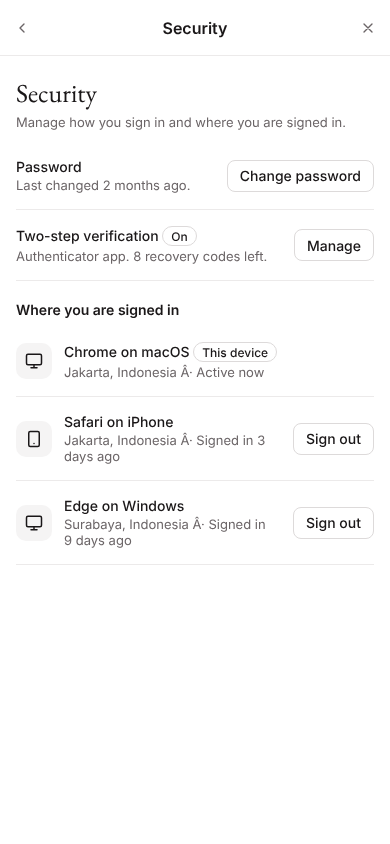 Security
Security
Manage how you sign in and where you are signed in.
Password
Last changed 2 months ago.
Change password
Two-step verification On
Authenticator app. 8 recovery codes left.
Manage
Where you are signed in
Chrome on macOS This device
Jakarta, Indonesia Â· Active now
Safari on iPhone
Jakarta, Indonesia Â· Signed in 3
days ago
Sign out
Edge on Windows
Surabaya, Indonesia Â· Signed in
9 days ago
Sign out